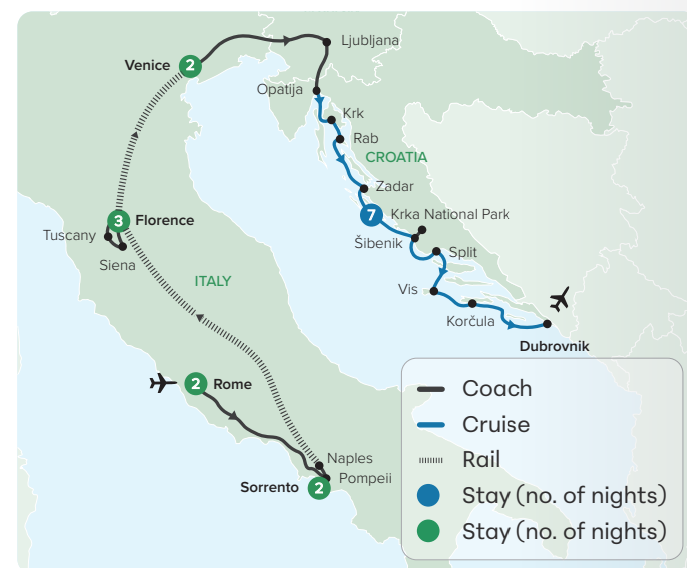 Ljubljana
Venice 2
Opatija
Krk
Rab
CROATIA
Zadar
7 Krka National Park
3 Florence
Tuscany
Šibenik
Split
Siena
ITALY
Vis
Korčula
Dubrovnik
2 Rome
Coach
Cruise
Naples
Rail
Pompeii
Sorrento 2
Stay (no. of nights)
Stay (no. of nights)